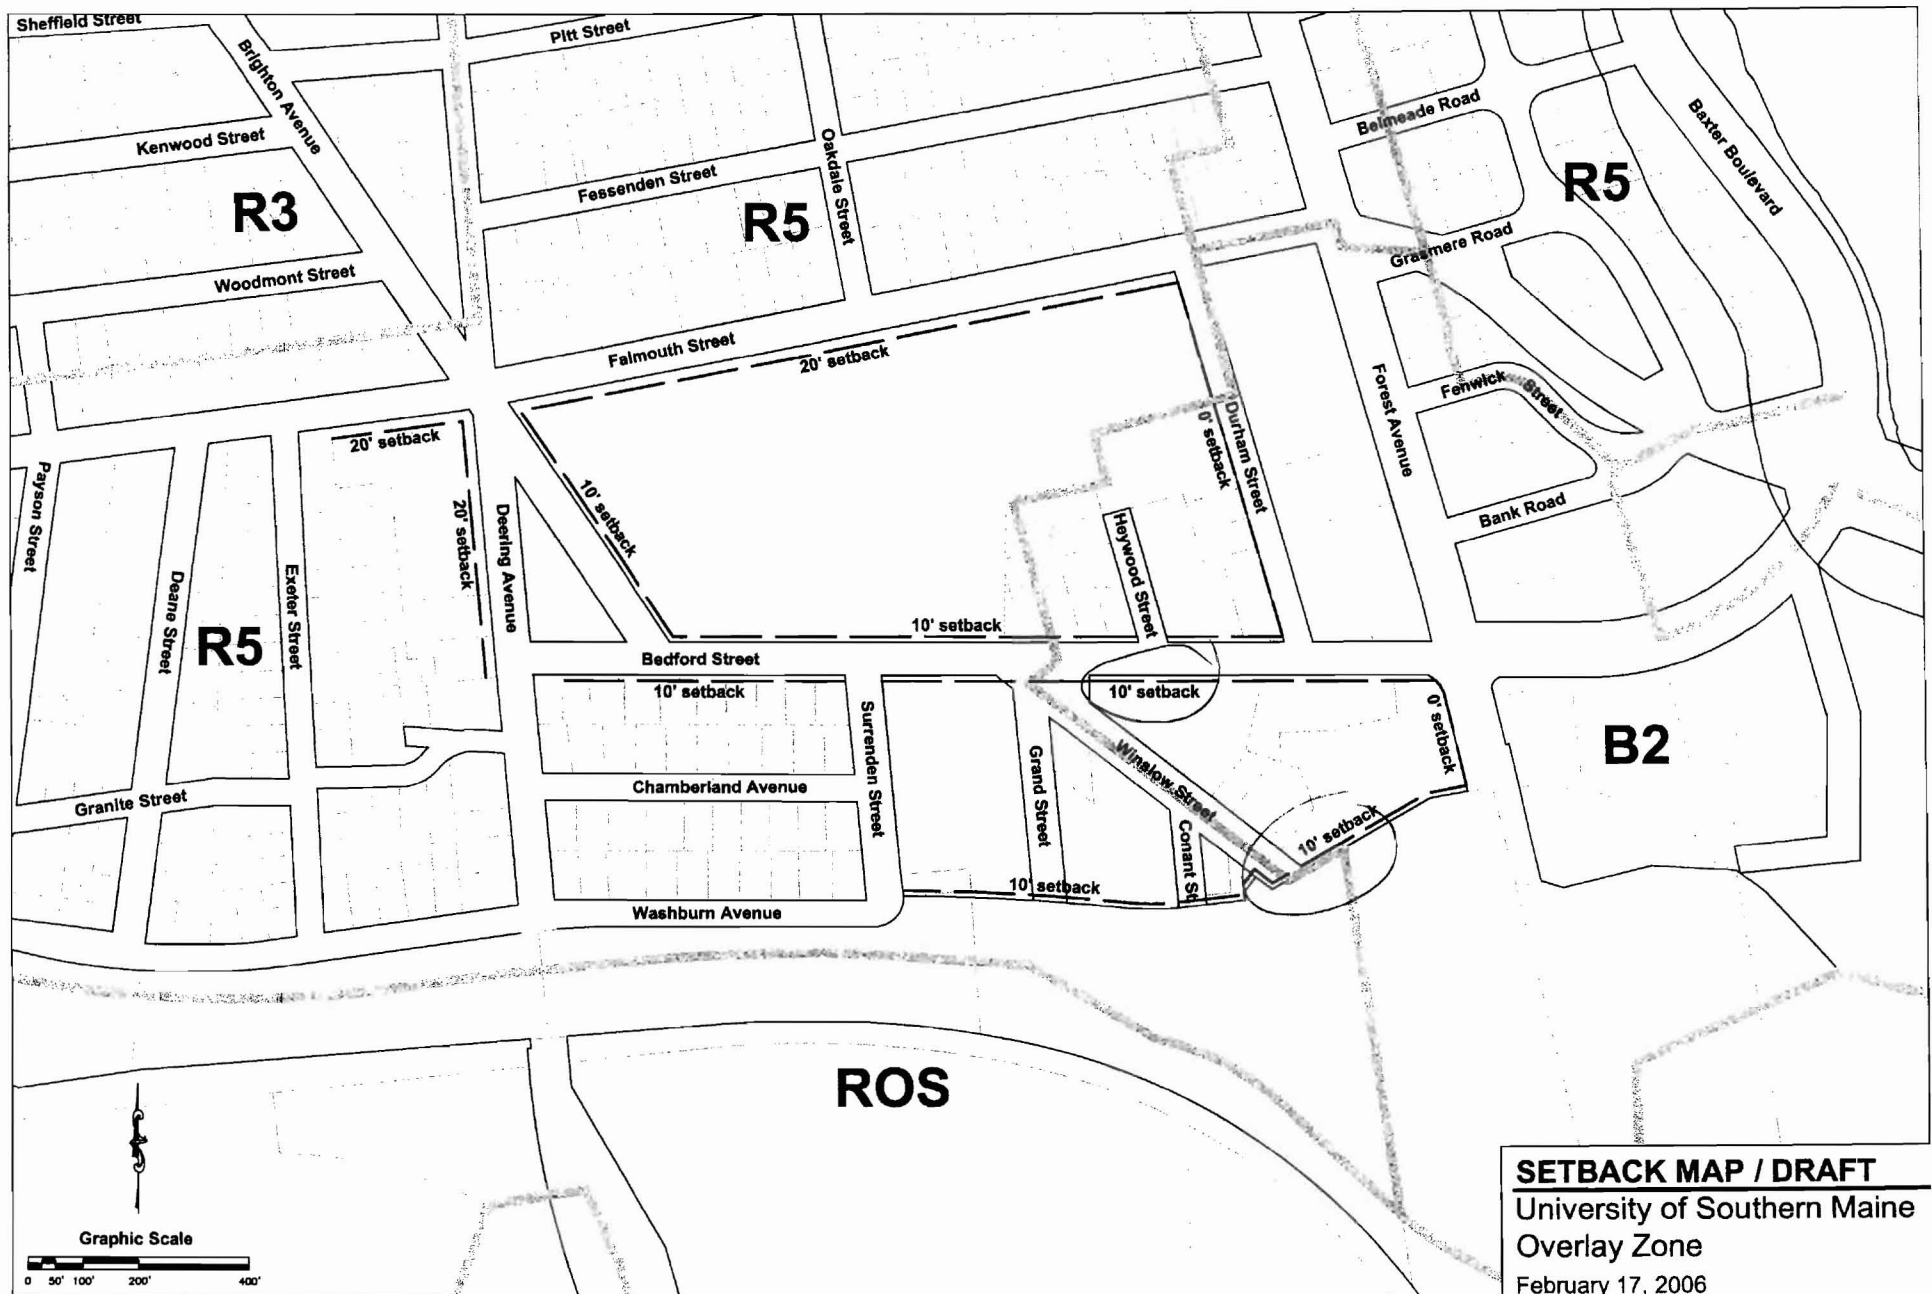 Sheffield Street
Pitt Street
Brighton Avenue
Kenwood Street
Fessenden Street
Oakdale Street
Belmeade Road
Baxter Boulevard
R3
R5
R5
Woodmont Street
Grasmere Road
Falmouth Street
20' setback
Forest Avenue
Fenwick Street
20' setback
20' setback
10' setback
0' setback
Durham Street
Payson Street
Deane Street
Exeter Street
Deering Avenue
Heywood Street
Bank Road
R5
10' setback
Bedford Street
10' setback
10' setback
0' setback
Surrenden Street
Grand Street
Winslow Street
B2
Granite Street
Chamberland Avenue
Conant St
10' setback
10' setback
Washburn Avenue
ROS
Graphic Scale
0 50' 100' 200' 400'
SETBACK MAP / DRAFT
University of Southern Maine
Overlay Zone
February 17, 2006